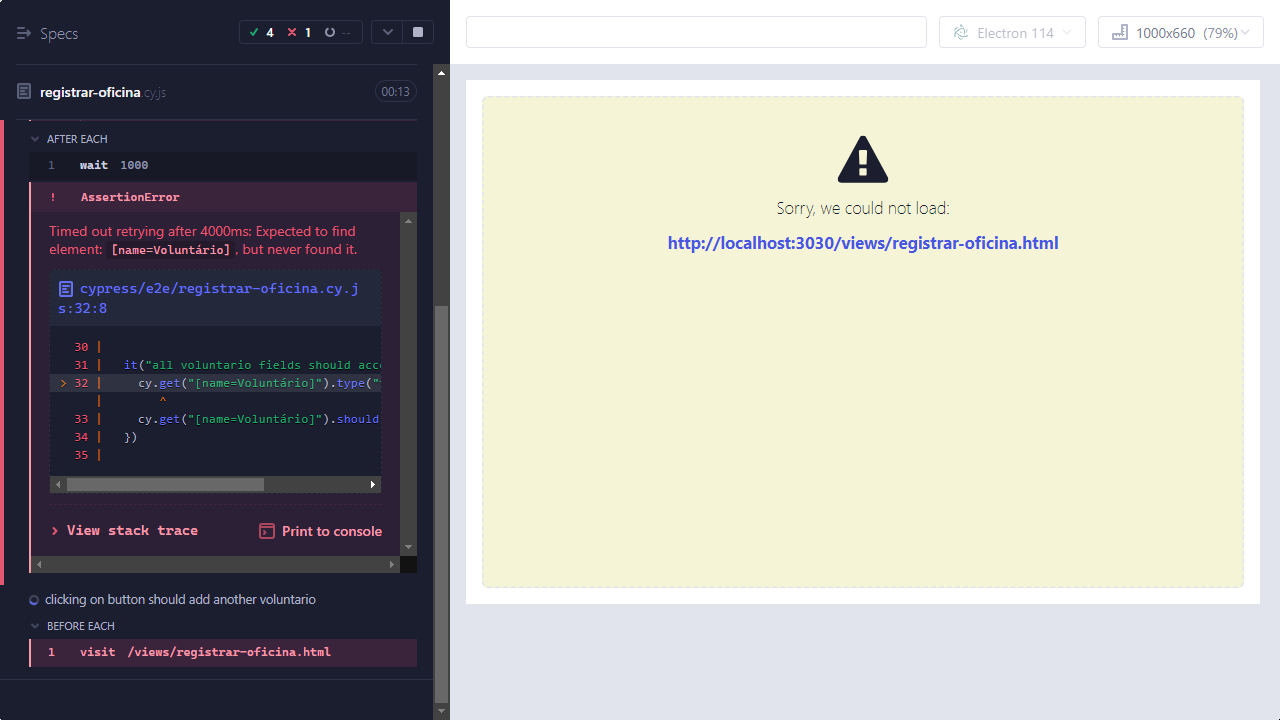 Specs
4 1 --
Electron 114
1000x660 (79%)
registrar-oficina.cy.js
00:13
AFTER EACH
1 wait 1000
! AssertionError
Timed out retrying after 4000ms: Expected to find
element: [name=Voluntário], but never found it.
cypress/e2e/registrar-oficina.cy.j
s:32:8
30 |
31 | it("all voluntario fields should acce
> 32 | cy.get("[name=Voluntário]").type("
| ^
33 | cy.get("[name=Voluntário]").should
34 | })
35 |
View stack trace
Print to console
clicking on button should add another voluntario
BEFORE EACH
1 visit /views/registrar-oficina.html
Sorry, we could not load:
http://localhost:3030/views/registrar-oficina.html